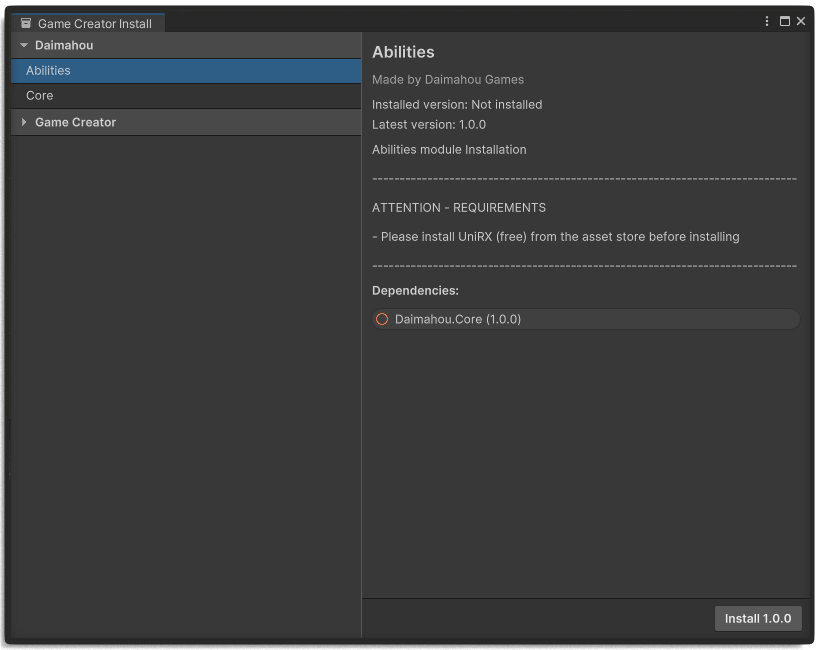 Game Creator Install
Daimahou
Abilities
Core
Game Creator
Abilities
Made by Daimahou Games
Installed version: Not installed
Latest version: 1.0.0
Abilities module Installation
--------------------------------------------------------------------------------
ATTENTION - REQUIREMENTS
- Please install UniRX (free) from the asset store before installing
--------------------------------------------------------------------------------
Dependencies:
Daimahou.Core (1.0.0)
Install 1.0.0